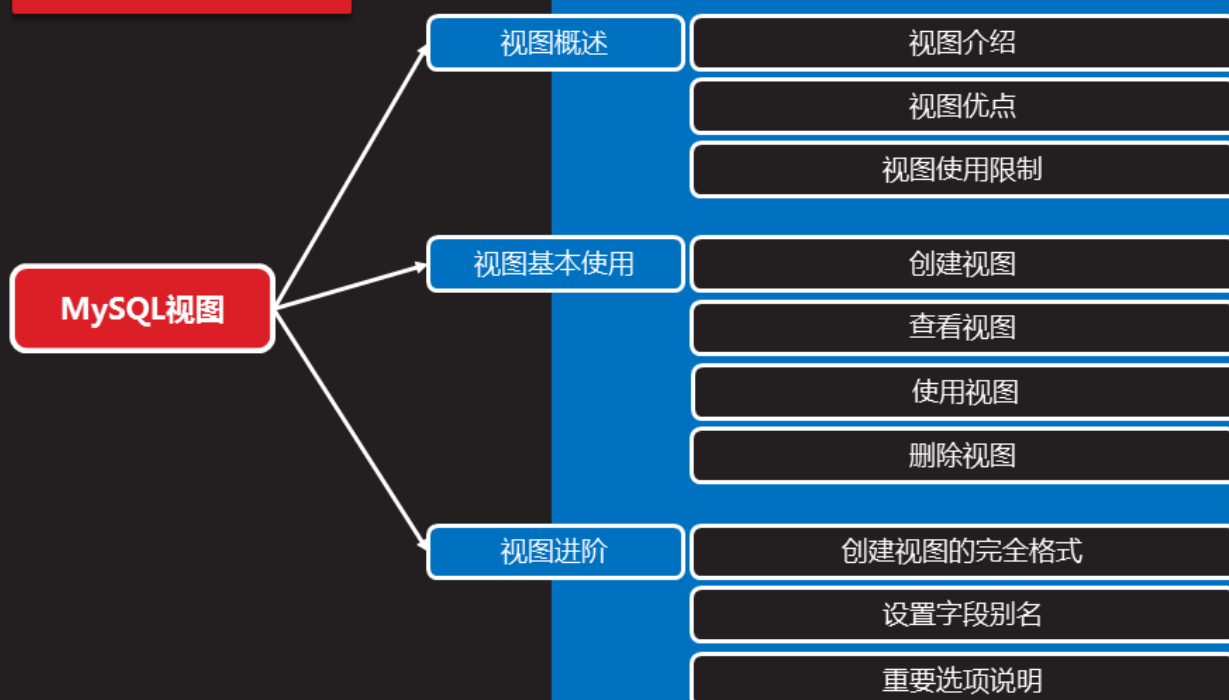 视图概述
视图介绍
视图优点
视图使用限制
MySQL视图
视图基本使用
创建视图
查看视图
使用视图
删除视图
视图进阶
创建视图的完全格式
设置字段别名
重要选项说明